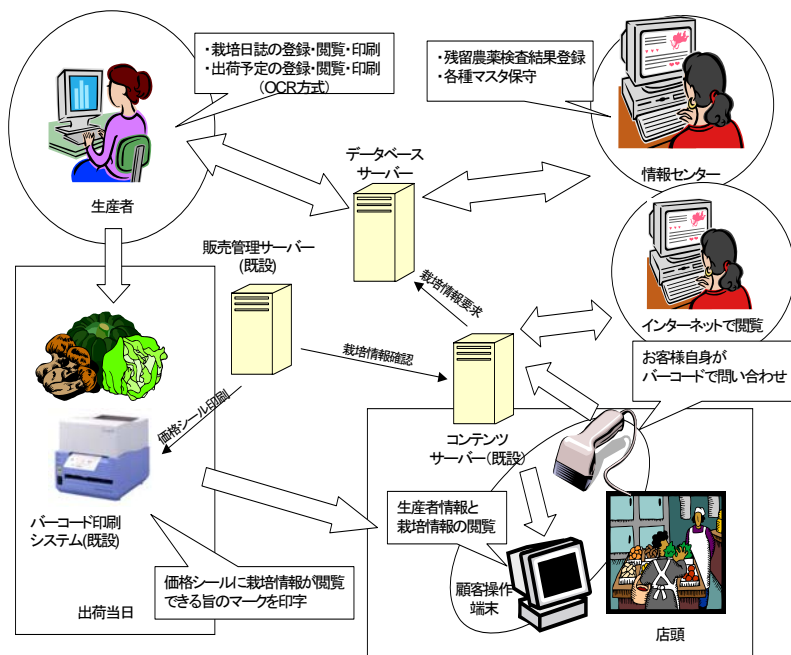 ・栽培日誌の登録・閲覧・印刷
・出荷予定の登録・閲覧・印刷
(OCR方式)
・残留農薬検査結果登録
・各種マスタ保守
生産者
データベース
サーバー
情報センター
販売管理サーバー
(既設)
栽培情報要求
インターネットで閲覧
栽培情報確認
お客様自身が
バーコードで問い合わせ
価格シール印刷
コンテンツ
サーバー(既設)
生産者情報と
栽培情報の閲覧
バーコード印刷
システム(既設)
価格シールに栽培情報が閲覧
できる旨のマークを印字
顧客操作
端末
出荷当日
店頭